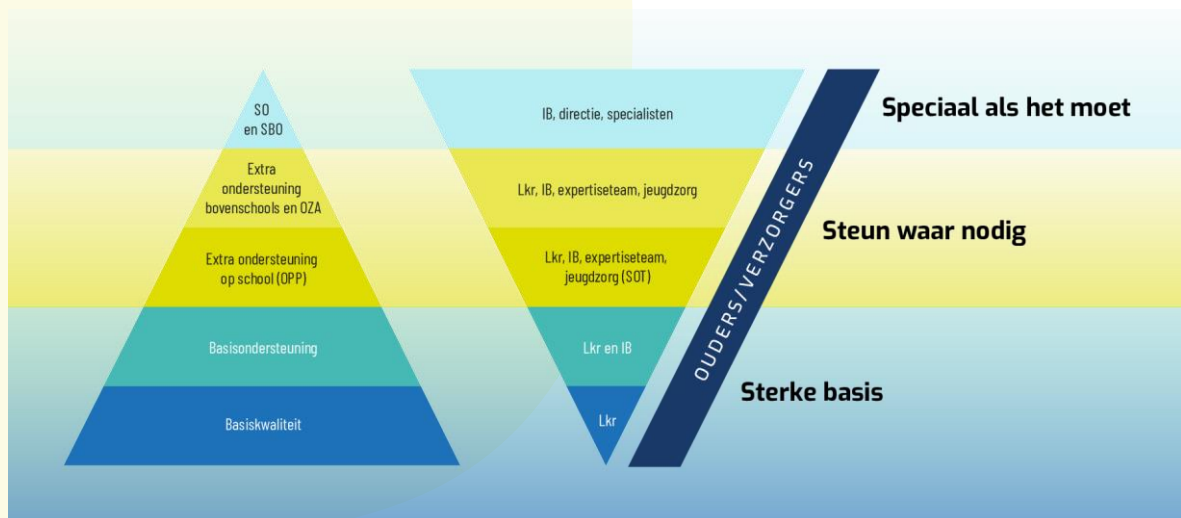 SO
en SBO
IB, directie, specialisten
Speciaal als het moet
Extra
ondersteuning
bovenschools en OZA
Lkr, IB, expertiseteam, jeugdzorg
Steun waar nodig
Extra ondersteuning
op school (OPP)
Lkr, IB, expertiseteam,
jeugdzorg (SOT)
OUDERS/VERZORGERS
Basisondersteuning
Lkr en IB
Sterke basis
Basiskwaliteit
Lkr